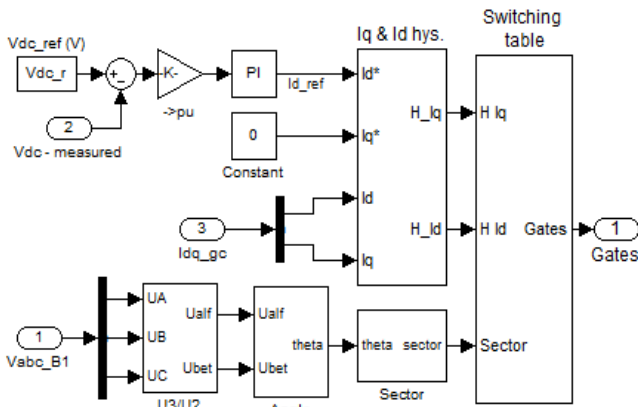 Vdc_ref (V)
Vdc_r
+
−
-K-
->pu
PI
Id_ref
2
Vdc - measured
0
Constant
3
Idq_gc
Iq & Id hys.
Id*
Iq*
Id
Iq
H_Iq
H_Id
Switching
table
H Iq
H Id
Sector
Gates
1
Gates
1
Vabc_B1
UA
UB
UC
Ualf
Ubet
U3/U2
Ualf
Ubet
theta
theta
sector
Sector